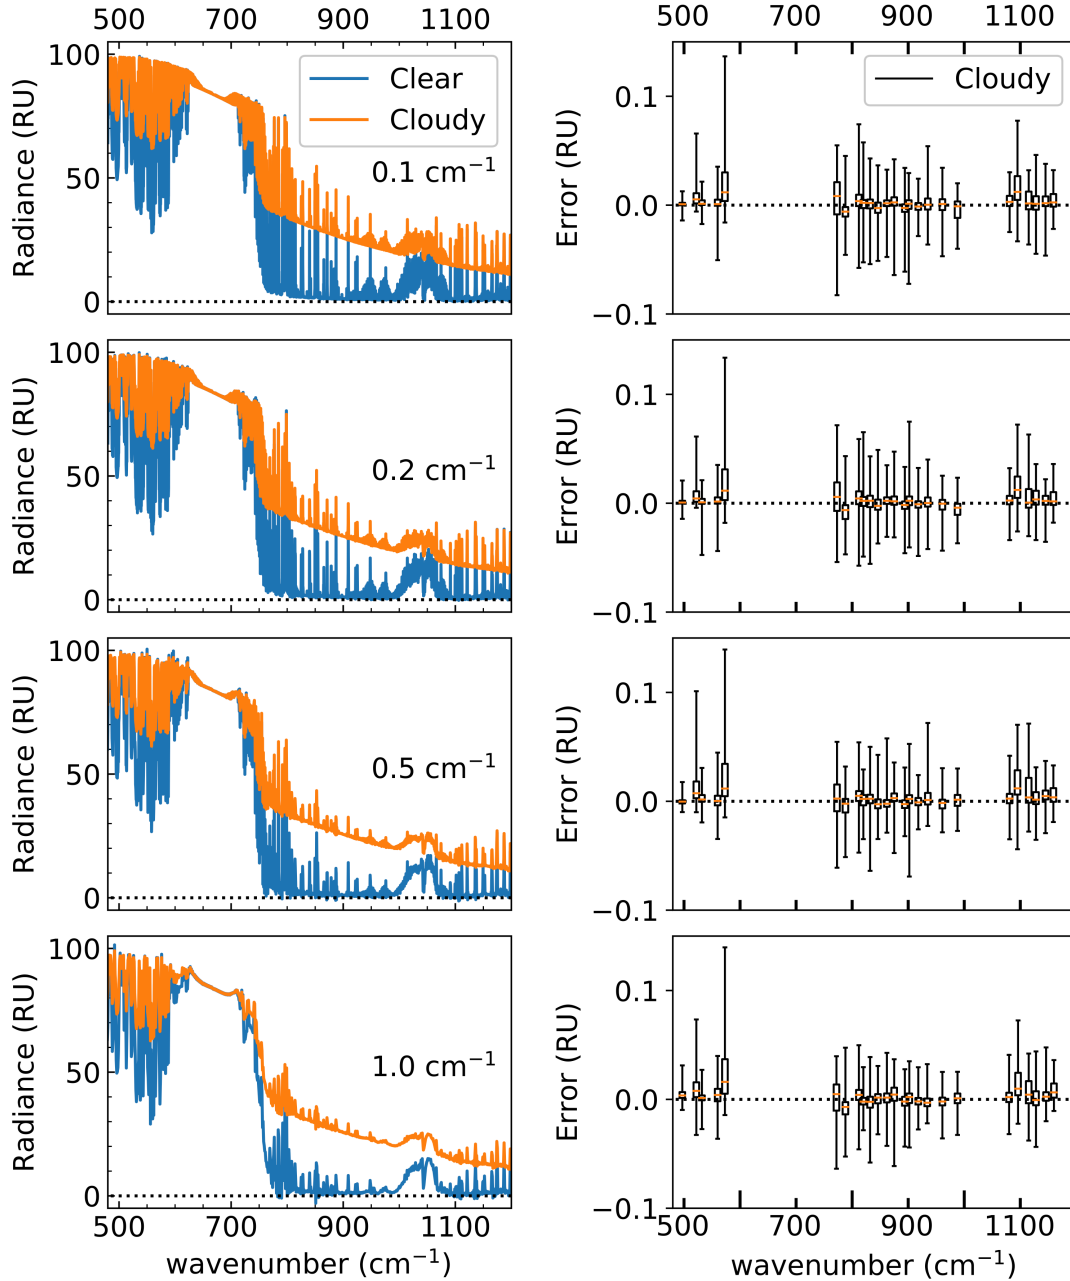 500 700 900 1100
500 700 900 1100
100
50
0
Radiance (RU)
Clear
Cloudy
0.1 cm⁻¹
0.1
0.0
−0.1
Error (RU)
Cloudy
100
50
0
Radiance (RU)
0.2 cm⁻¹
0.1
0.0
−0.1
Error (RU)
100
50
0
Radiance (RU)
0.5 cm⁻¹
0.1
0.0
−0.1
Error (RU)
100
50
0
Radiance (RU)
1.0 cm⁻¹
0.1
0.0
−0.1
Error (RU)
500 700 900 1100
wavenumber (cm⁻¹)
500 700 900 1100
wavenumber (cm⁻¹)